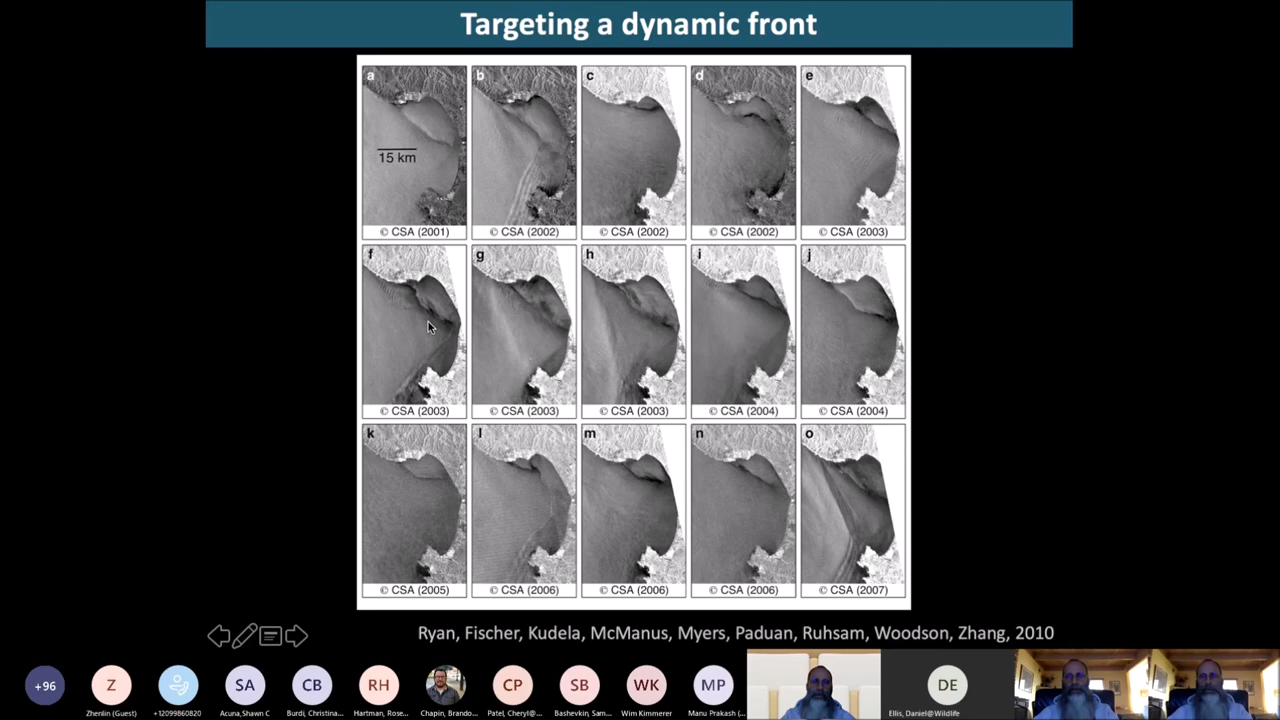 Targeting a dynamic front
a
b
c
d
e
15 km
© CSA (2001)
© CSA (2002)
© CSA (2002)
© CSA (2002)
© CSA (2003)
f
g
h
i
j
© CSA (2003)
© CSA (2003)
© CSA (2003)
© CSA (2004)
© CSA (2004)
k
l
m
n
o
© CSA (2005)
© CSA (2006)
© CSA (2006)
© CSA (2006)
© CSA (2007)
Ryan, Fischer, Kudela, McManus, Myers, Paduan, Ruhsam, Woodson, Zhang, 2010
+96
Z
SA
CB
RH
CP
SB
WK
MP
DE
Zhenlin (Guest)
+12099860820
Acuna,Shawn C
Burdi, Christina...
Hartman, Rose...
Chapin, Brando...
Patel, Cheryl@...
Bashevkin, Sam...
Wim Kimmerer
Manu Prakash (...
Ellis, Daniel@Wildlife